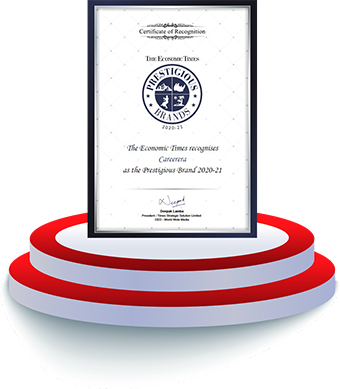 Certificate of Recognition
THE ECONOMIC TIMES
PRESTIGIOUS
BRANDS
2020-21
The Economic Times recognises
Careerera
as the Prestigious Brand 2020-21
Deepak Lamba
President - Times Strategic Solution Limited
CEO - World Wide Media